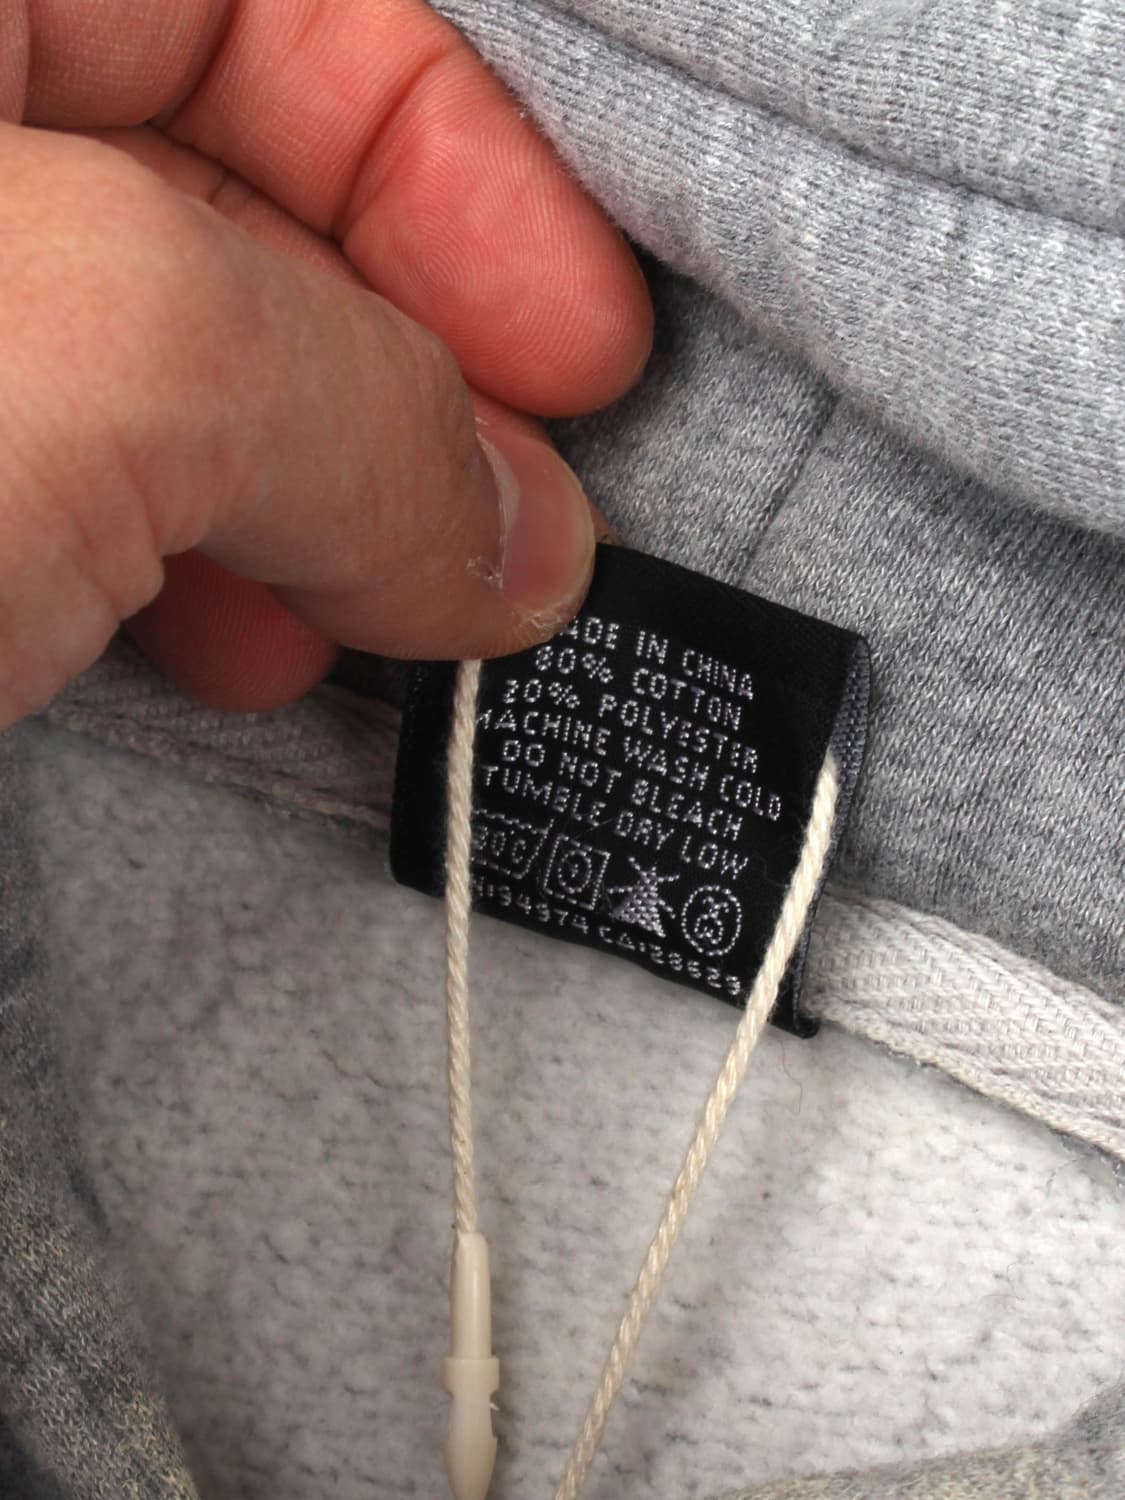 MADE IN CHINA
80% COTTON
20% POLYESTER
MACHINE WASH COLD
DO NOT BLEACH
TUMBLE DRY LOW
30°C
CA:28629